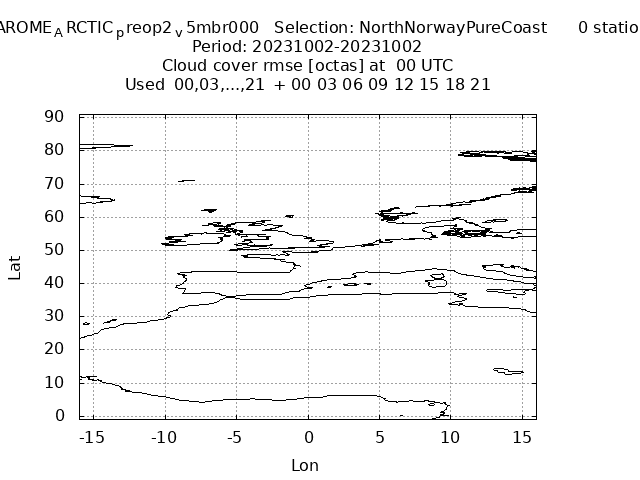 AROME_A RCTIC_p reop2_v 5mbr000 Selection: NorthNorwayPureCoast 0 statio
Period: 20231002-20231002
Cloud cover rmse [octas] at 00 UTC
Used 00,03,...,21 + 00 03 06 09 12 15 18 21
90
80
70
60
50
40
30
20
10
0
Lat
-15 -10 -5 0 5 10 15
Lon